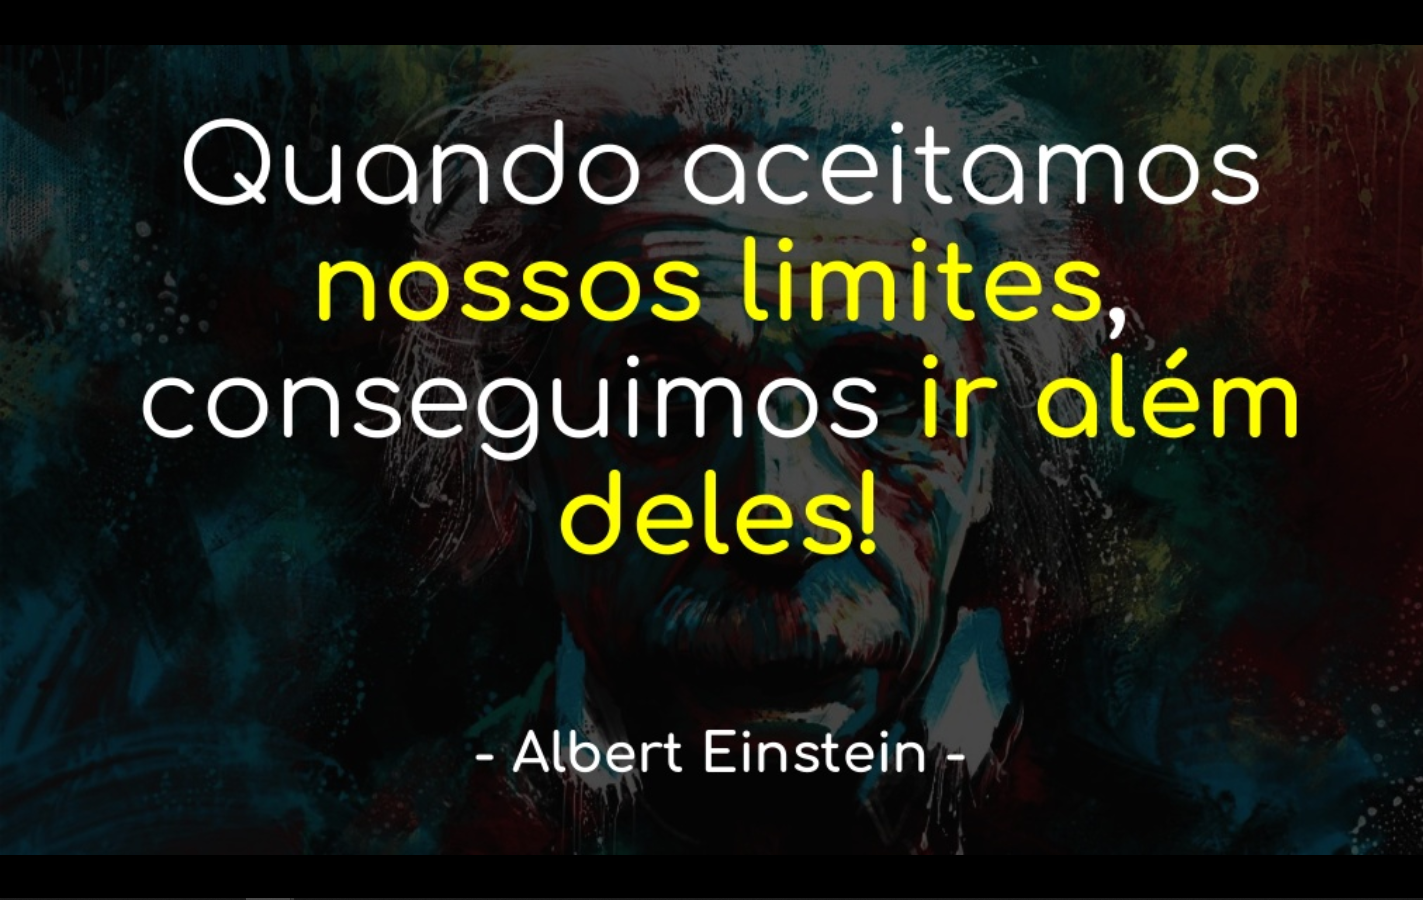 Quando aceitamos
nossos limites,
conseguimos ir além
deles!
- Albert Einstein -